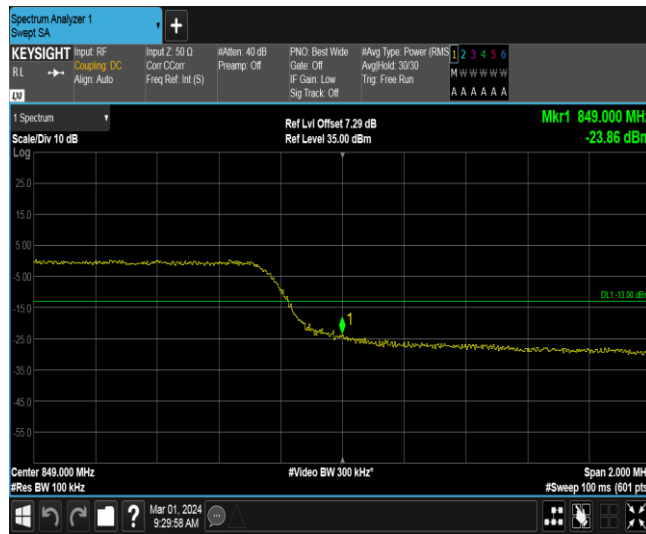 Spectrum Analyzer 1
Swept SA
+
KEYSIGHT Input: RF Input Z: 50 Ω #Atten: 40 dB PNO: Best Wide #Avg Type: Power (RMS 1 2 3 4 5 6
RL Coupling: DC Corr CCorr Preamp: Off Gate: Off Avg|Hold: 30/30 M W W W W W
Align: Auto Freq Ref: Int (S) IF Gain: Low Trig: Free Run
LXI Sig Track: Off A A A A A A
1 Spectrum Ref Lvl Offset 7.29 dB Mkr1 849.000 MHz
Scale/Div 10 dB Ref Level 35.00 dBm -23.86 dBm
Log
25.0
15.0
5.00
-5.00
DL1 -13.00 dBm
-15.0
1
-25.0
-35.0
-45.0
-55.0
Center 849.000 MHz #Video BW 300 kHz* Span 2.000 MHz
#Res BW 100 kHz #Sweep 100 ms (601 pts
? Mar 01, 2024
9:29:58 AM